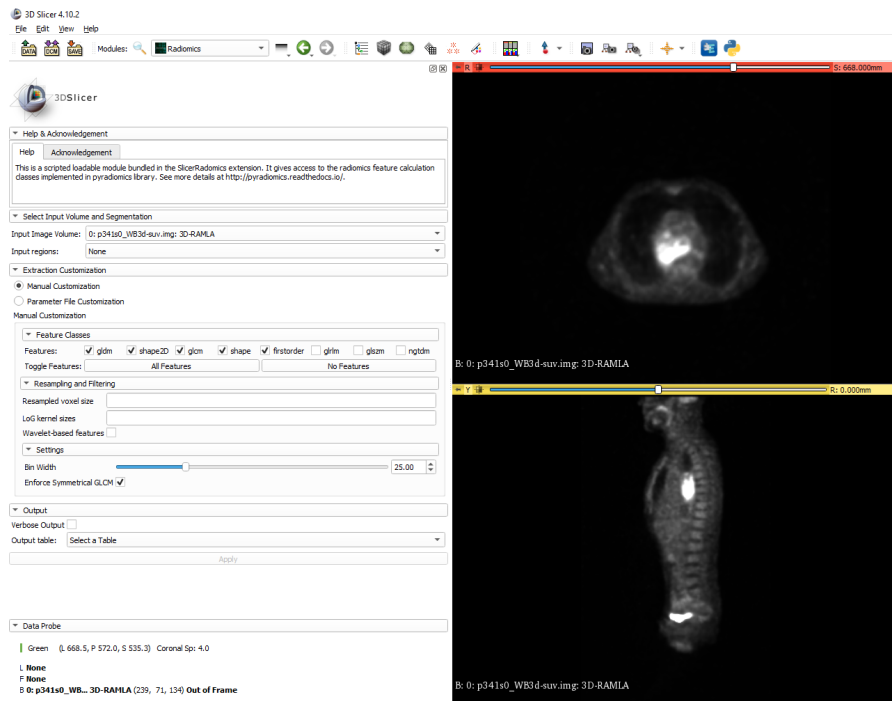 3D Slicer 4.10.2
File Edit View Help
DATA DCM SAVE Modules: Radiomics
R S: 668.000mm
3DSlicer
Help & Acknowledgement
Help Acknowledgement
This is a scripted loadable module bundled in the SlicerRadiomics extension. It gives access to the radiomics feature calculation
classes implemented in pyradiomics library. See more details at http://pyradiomics.readthedocs.io/.
Select Input Volume and Segmentation
Input Image Volume: 0: p341s0_WB3d-suv.img: 3D-RAMLA
Input regions: None
Extraction Customization
Manual Customization
Parameter File Customization
Manual Customization
Feature Classes
Features: gldm shape2D glcm shape firstorder glrlm glszm ngtdm
Toggle Features: All Features No Features
Resampling and Filtering
Resampled voxel size
LoG kernel sizes
Wavelet-based features
Settings
Bin Width 25.00
Enforce Symmetrical GLCM
Output
Verbose Output
Output table: Select a Table
Apply
Data Probe
Green (L 668.5, P 572.0, S 535.3) Coronal Sp: 4.0
L None
F None
B 0: p341s0_WB... 3D-RAMLA (239, 71, 134) Out of Frame
B: 0: p341s0_WB3d-suv.img: 3D-RAMLA
Y R: 0.000mm
B: 0: p341s0_WB3d-suv.img: 3D-RAMLA